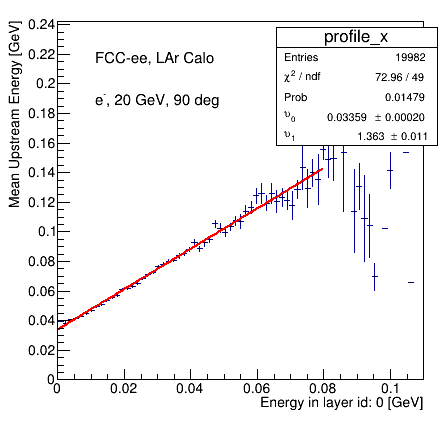 profile_x
Entries 19982
χ² / ndf 72.96 / 49
Prob 0.01479
υ₀ 0.03359 ± 0.00020
υ₁ 1.363 ± 0.011
FCC-ee, LAr Calo
e⁻, 20 GeV, 90 deg
Mean Upstream Energy [GeV]
0.24
0.22
0.2
0.18
0.16
0.14
0.12
0.1
0.08
0.06
0.04
0.02
0
0 0.02 0.04 0.06 0.08 0.1
Energy in layer id: 0 [GeV]